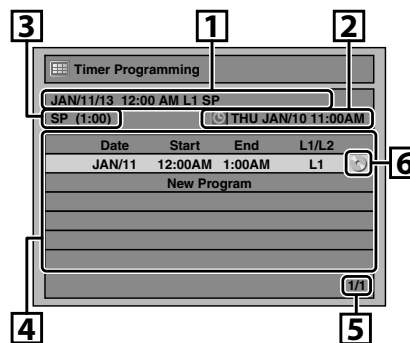 3 1 2
Timer Programming
JAN/11/13 12:00 AM L1 SP
SP (1:00) THU JAN/10 11:00AM
Date Start End L1/L2
JAN/11 12:00AM 1:00AM L1
6
New Program
1/1
4 5